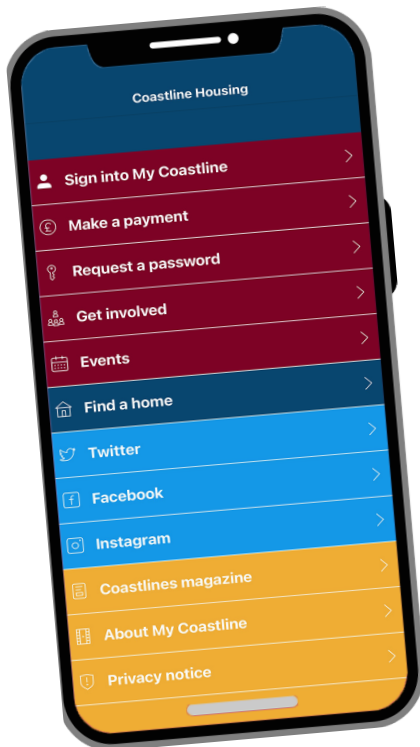 Coastline Housing
Sign into My Coastline
Make a payment
Request a password
Get involved
Events
Find a home
Twitter
Facebook
Instagram
Coastlines magazine
About My Coastline
Privacy notice